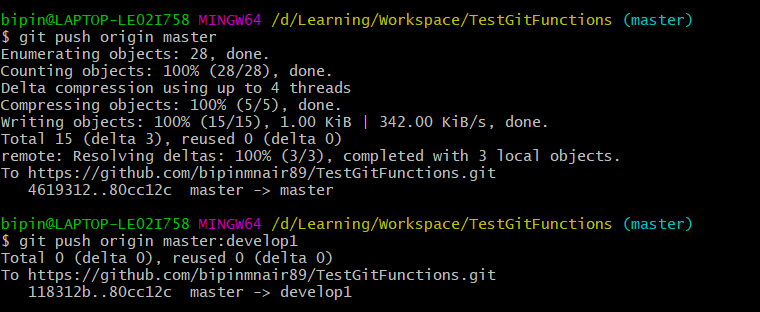 bipin@LAPTOP-LE02I758 MINGW64 /d/Learning/Workspace/TestGitFunctions (master)
$ git push origin master
Enumerating objects: 28, done.
Counting objects: 100% (28/28), done.
Delta compression using up to 4 threads
Compressing objects: 100% (5/5), done.
Writing objects: 100% (15/15), 1.00 KiB | 342.00 KiB/s, done.
Total 15 (delta 3), reused 0 (delta 0)
remote: Resolving deltas: 100% (3/3), completed with 3 local objects.
To https://github.com/bipinmnair89/TestGitFunctions.git
   4619312..80cc12c  master -> master
bipin@LAPTOP-LE02I758 MINGW64 /d/Learning/Workspace/TestGitFunctions (master)
$ git push origin master:develop1
Total 0 (delta 0), reused 0 (delta 0)
To https://github.com/bipinmnair89/TestGitFunctions.git
   118312b..80cc12c  master -> develop1